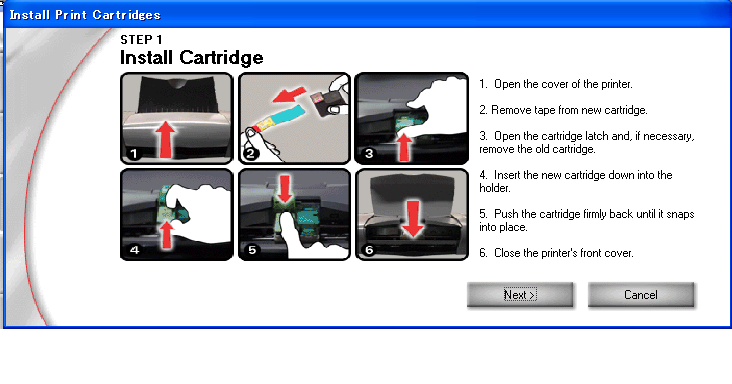 Install Print Cartridges
STEP 1
Install Cartridge
1
2
3
4
5
6
1. Open the cover of the printer.
2. Remove tape from new cartridge.
3. Open the cartridge latch and, if necessary,
remove the old cartridge.
4. Insert the new cartridge down into the
holder.
5. Push the cartridge firmly back until it snaps
into place.
6. Close the printer's front cover.
Next >
Cancel